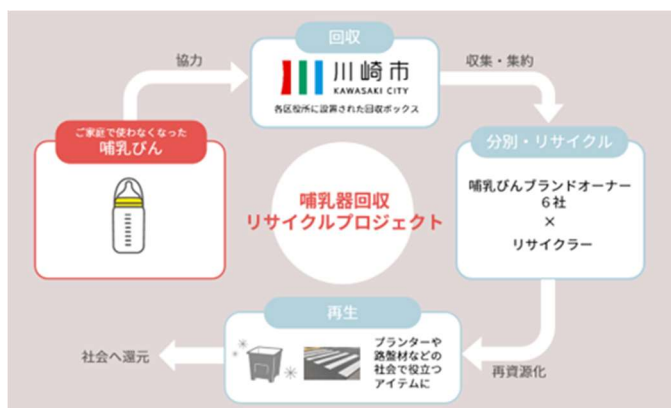 回収
川崎市
KAWASAKI CITY
各区役所に設置された回収ボックス
協力
収集・集約
ご家庭で使わなくなった
哺乳びん
分別・リサイクル
哺乳びんブランドオーナー
6社
×
リサイクラー
哺乳器回収
リサイクルプロジェクト
再生
プランターや
路盤材などの
社会で役立つ
アイテムに
社会へ還元
再資源化